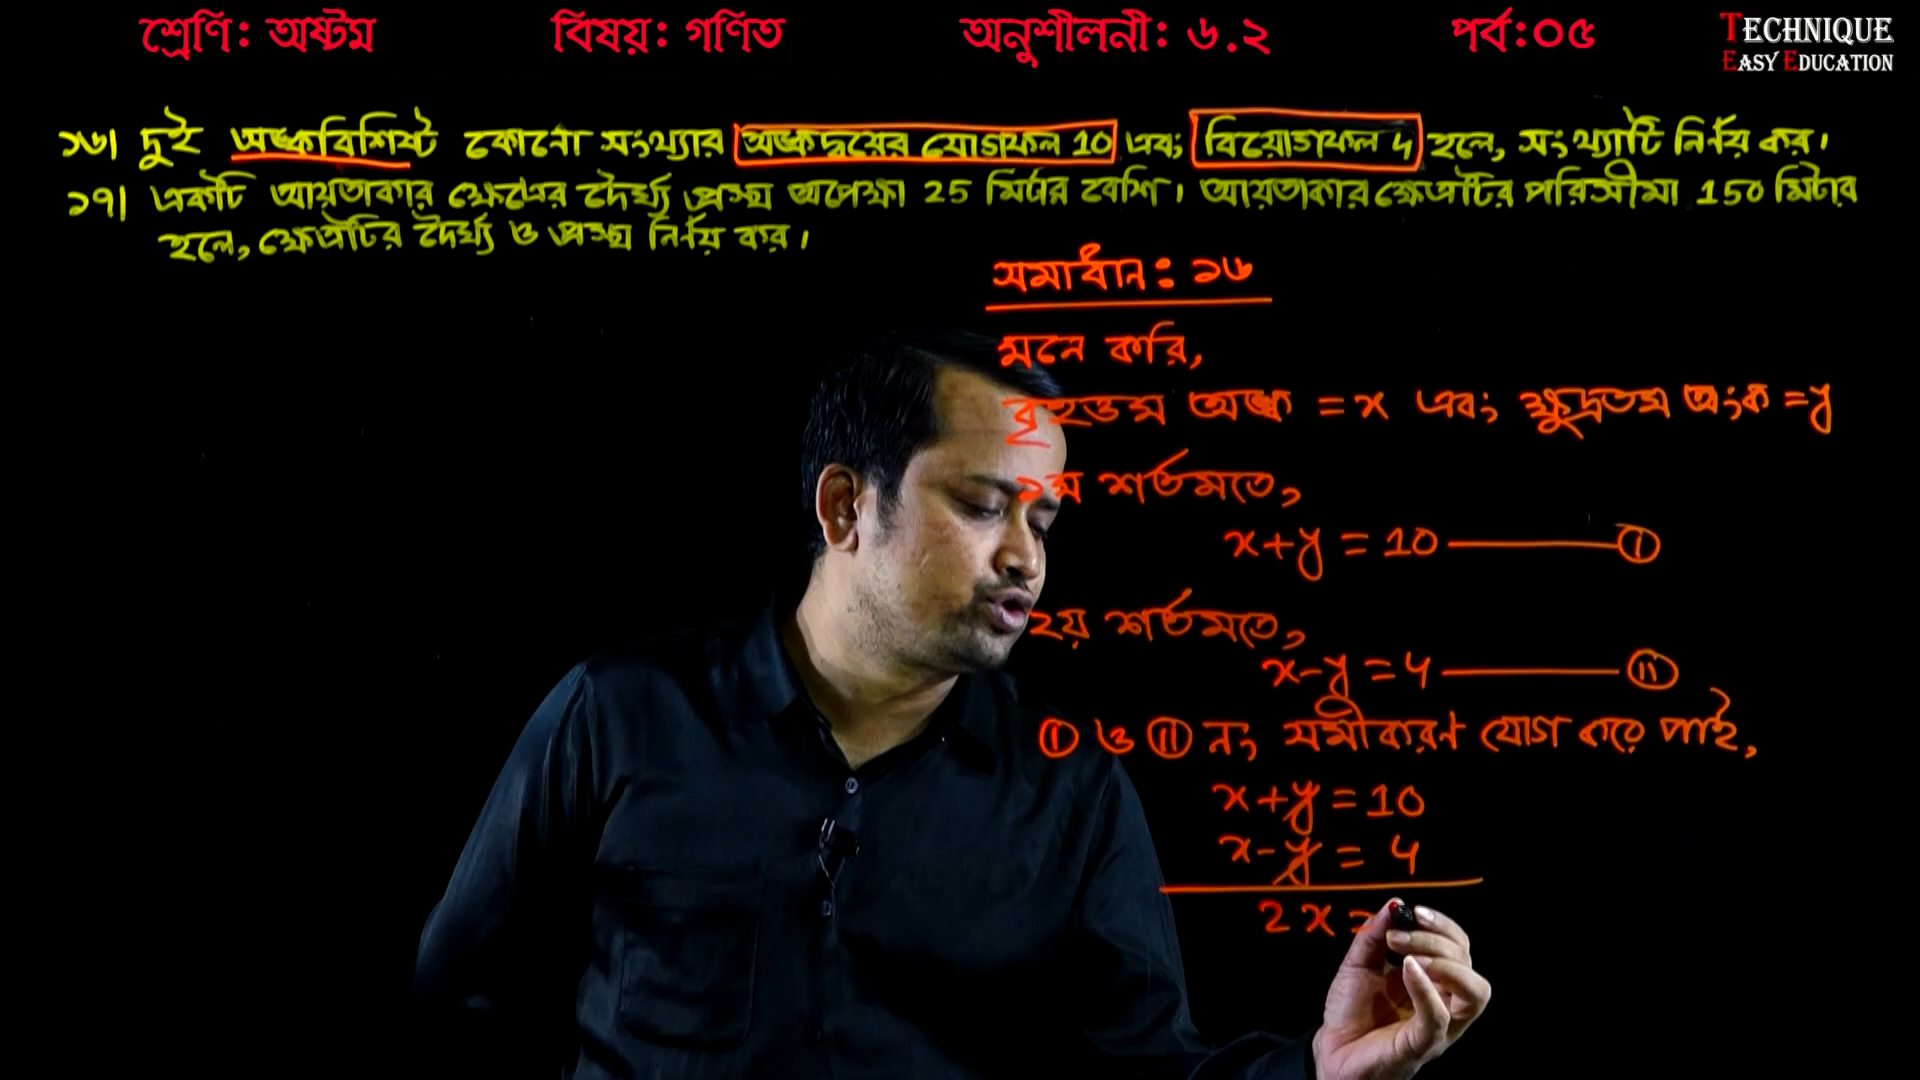 শ্রেণি: অষ্টম বিষয়: গণিত অনুশীলনী: ৬.২ পর্ব:০৫
TECHNIQUE
EASY EDUCATION
১৬। দুই অঙ্কবিশিষ্ট কোনো সংখ্যার অঙ্কদ্বয়ের যোগফল 10 এবং বিয়োগফল 4 হলে, সংখ্যাটি নির্ণয় কর।
১৭। একটি আয়তাকার ক্ষেত্রের দৈর্ঘ্য প্রস্থ অপেক্ষা 25 মিটার বেশি। আয়তাকার ক্ষেত্রটির পরিসীমা 150 মিটার
হলে, ক্ষেত্রটির দৈর্ঘ্য ও প্রস্থ নির্ণয় কর।
সমাধান: ১৬
মনে করি,
বৃহত্তম অঙ্ক = x এবং ক্ষুদ্রতম অংক = y
১ম শর্তমতে,
x+y = 10 —— (i)
২য় শর্তমতে,
x-y = 4 —— (ii)
(i) ও (ii) নং সমীকরণ যোগ করে পাই,
x+y = 10
x-y = 4
2x =